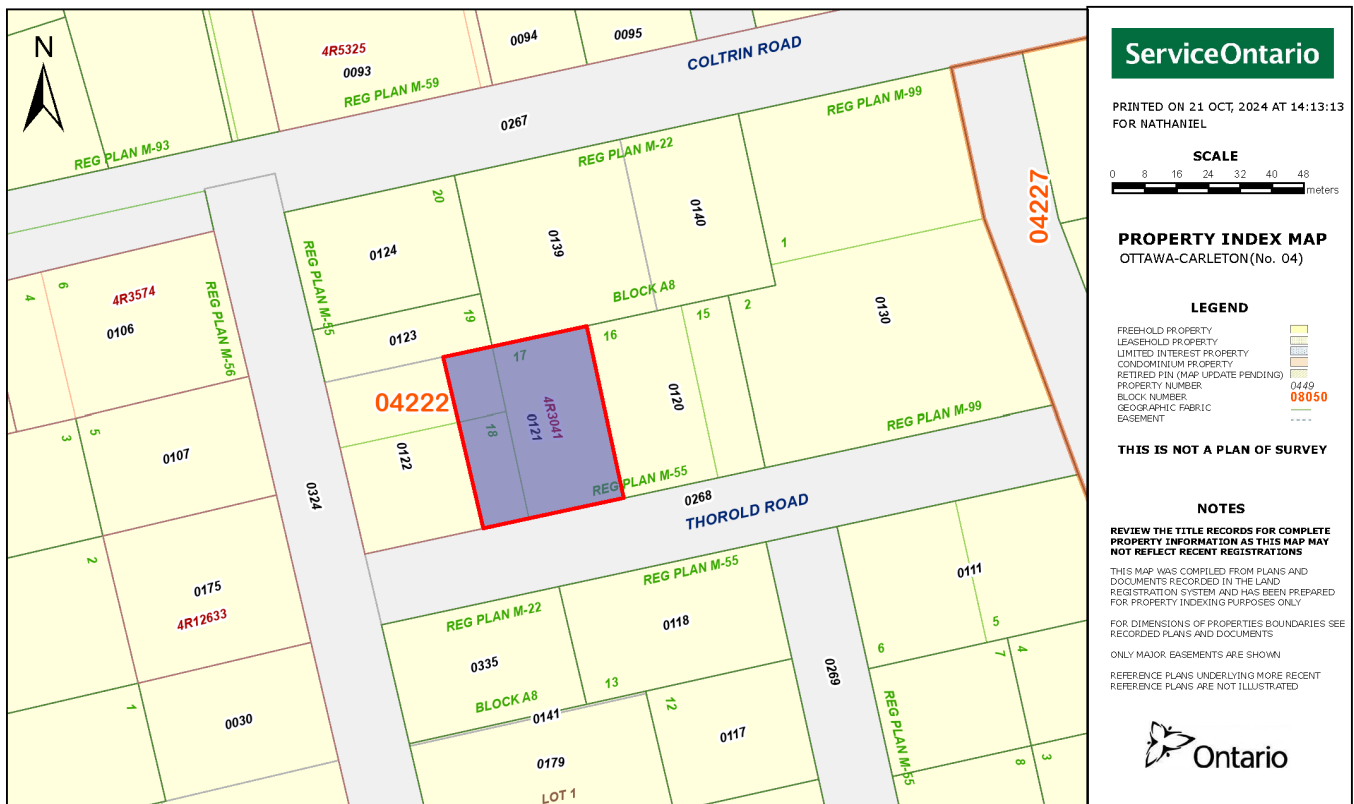 N
4R5325
0093
0094
0095
COLTRIN ROAD
REG PLAN M-59
REG PLAN M-99
0267
REG PLAN M-93
REG PLAN M-22
20
0124
0139
0140
1
04227
REG PLAN M-55
4
6
4R3574
0106
REG PLAN M-56
BLOCK A8
2
0130
19
0123
17
16
15
04222
18
4R3041
0121
0120
REG PLAN M-99
3
5
0107
0122
REG PLAN M-55
0324
0268
THOROLD ROAD
2
0175
4R12633
REG PLAN M-22
REG PLAN M-55
0111
5
0335
0118
6
7
4
BLOCK A8
13
0269
1
0030
0141
12
0117
REG PLAN M-55
0179
8
3
LOT 1
ServiceOntario
PRINTED ON 21 OCT, 2024 AT 14:13:13
FOR NATHANIEL
SCALE
0 8 16 24 32 40 48
meters
PROPERTY INDEX MAP
OTTAWA-CARLETON(No. 04)
LEGEND
FREEHOLD PROPERTY
LEASEHOLD PROPERTY
LIMITED INTEREST PROPERTY
CONDOMINIUM PROPERTY
RETIRED PIN (MAP UPDATE PENDING)
PROPERTY NUMBER 0449
BLOCK NUMBER 08050
GEOGRAPHIC FABRIC
EASEMENT
THIS IS NOT A PLAN OF SURVEY
NOTES
REVIEW THE TITLE RECORDS FOR COMPLETE
PROPERTY INFORMATION AS THIS MAP MAY
NOT REFLECT RECENT REGISTRATIONS
THIS MAP WAS COMPILED FROM PLANS AND
DOCUMENTS RECORDED IN THE LAND
REGISTRATION SYSTEM AND HAS BEEN PREPARED
FOR PROPERTY INDEXING PURPOSES ONLY
FOR DIMENSIONS OF PROPERTIES BOUNDARIES SEE
RECORDED PLANS AND DOCUMENTS
ONLY MAJOR EASEMENTS ARE SHOWN
REFERENCE PLANS UNDERLYING MORE RECENT
REFERENCE PLANS ARE NOT ILLUSTRATED
Ontario